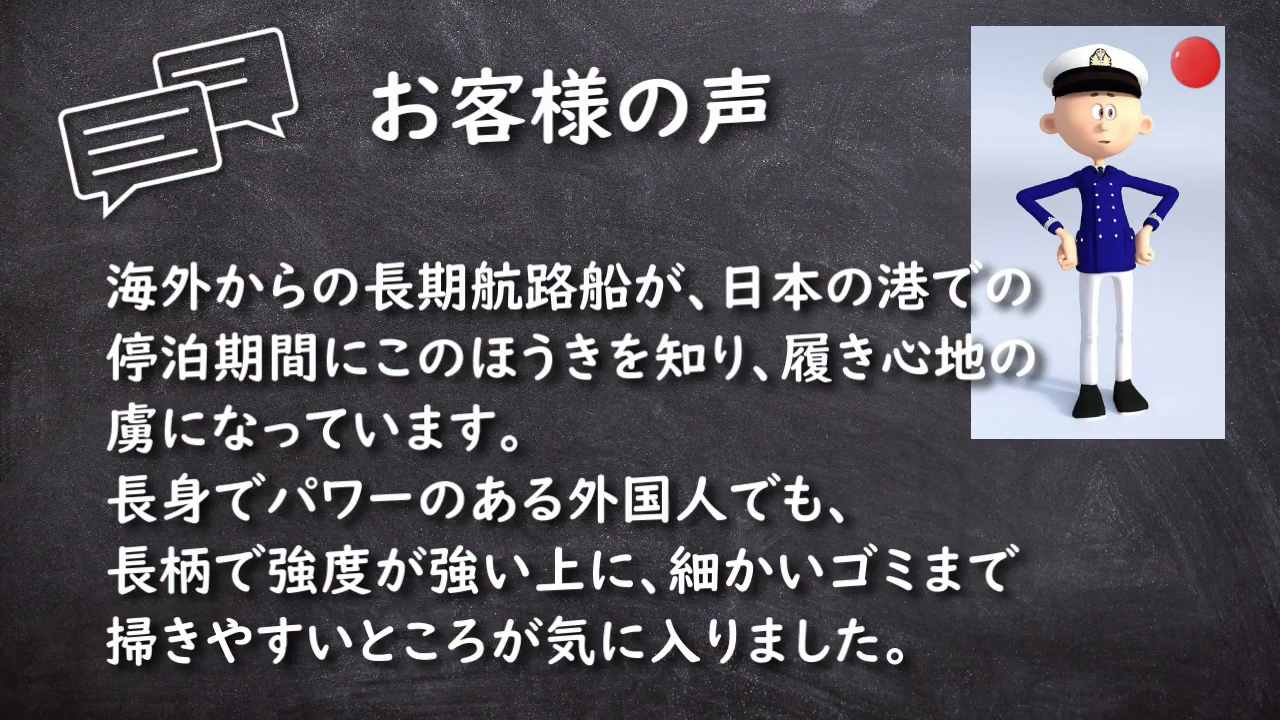 お客様の声
海外からの長期航路船が、日本の港での
停泊期間にこのほうきを知り、履き心地の
虜になっています。
長身でパワーのある外国人でも、
長柄で強度が強い上に、細かいゴミまで
掃きやすいところが気に入りました。